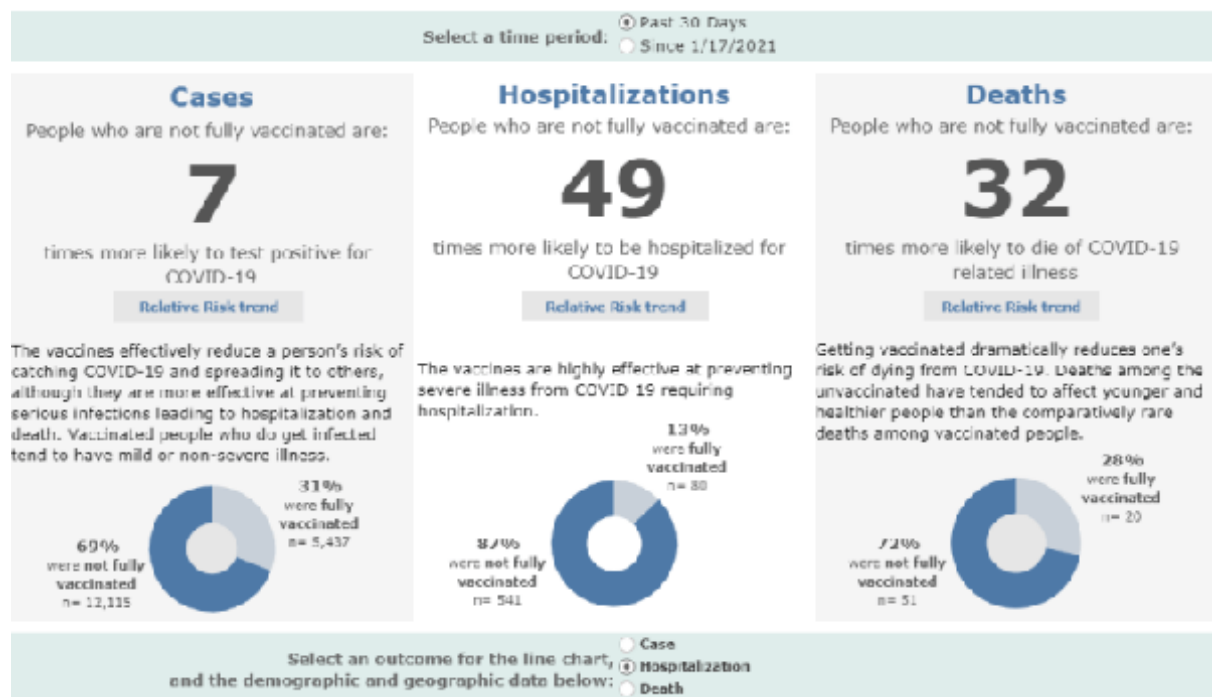 Select a time period:
Past 30 Days
Since 1/17/2021
Cases
People who are not fully vaccinated are:
7
times more likely to test positive for
COVID-19
Relative Risk trend
The vaccines effectively reduce a person's risk of
catching COVID-19 and spreading it to others,
although they are more effective at preventing
serious infections leading to hospitalization and
death. Vaccinated people who do get infected
tend to have mild or non-severe illness.
31%
were fully
vaccinated
n= 5,437
69%
were not fully
vaccinated
n= 12,115
Hospitalizations
People who are not fully vaccinated are:
49
times more likely to be hospitalized for
COVID-19
Relative Risk trend
The vaccines are highly effective at preventing
severe illness from COVID 19 requiring
hospitalization.
13%
were fully
vaccinated
n= 80
87%
were not fully
vaccinated
n= 541
Deaths
People who are not fully vaccinated are:
32
times more likely to die of COVID-19
related illness
Relative Risk trend
Getting vaccinated dramatically reduces one's
risk of dying from COVID-19. Deaths among the
unvaccinated have tended to affect younger and
healthier people than the comparatively rare
deaths among vaccinated people.
28%
were fully
vaccinated
n= 20
72%
were not fully
vaccinated
n= 51
Select an outcome for the line chart,
and the demographic and geographic data below:
Case
Hospitalization
Death